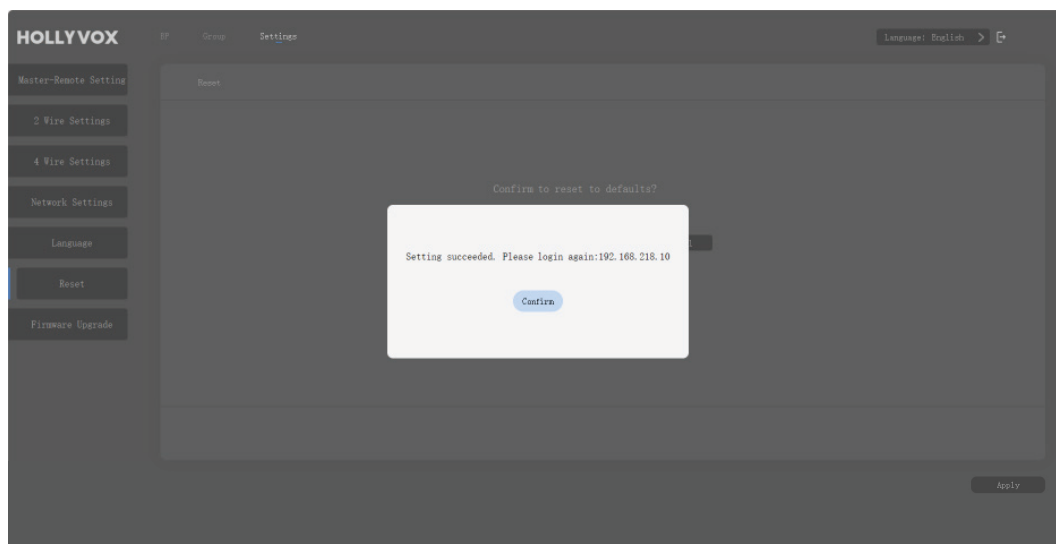 HOLLYVOX
BP Group Settings
Language: English >
Master-Remote Setting
2 Wire Settings
4 Wire Settings
Network Settings
Language
Reset
Firmware Upgrade
Reset
Confirm to reset to defaults?
Setting succeeded. Please login again:192.168.218.10
Confirm
Apply